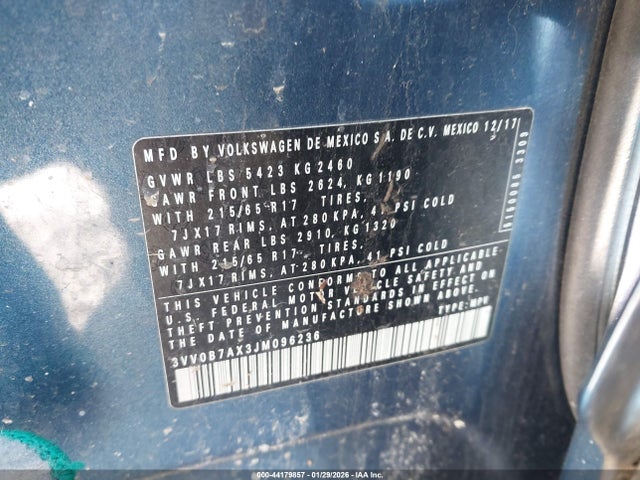 MFD BY VOLKSWAGEN DE MEXICO S A. DE C.V. MEXICO 12/17
GVWR LBS 5423 KG 2460
GAWR FRONT LBS 2624, KG 1190
WITH 215/65 R17 TIRES,
7JX17 RIMS, AT 280 KPA, 41 PSI COLD
GAWR REAR LBS 2910, KG 1320
WITH 215/65 R17 TIRES,
7JX17 RIMS, AT 280 KPA, 41 PSI COLD
THIS VEHICLE CONFORMS TO ALL APPLICABLE
U.S. FEDERAL MOTOR VEHICLE SAFETY AND
THEFT PREVENTION STANDARDS IN EFFECT ON
THE DATE OF MANUFACTURE SHOWN ABOVE.
3VV0B7AX3JM096236 TYPE: MPV
000-44179857 - 01/29/2026 - IAA Inc.